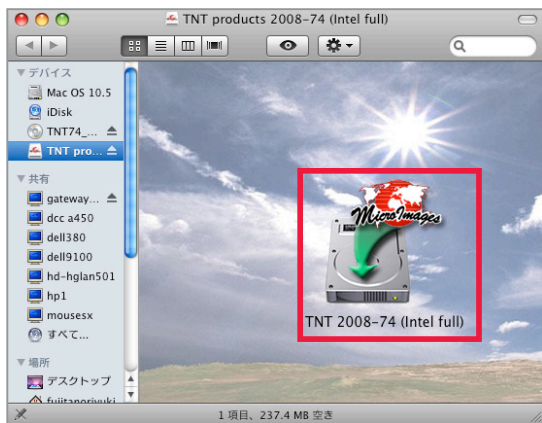 TNT products 2008-74 (Intel full)
▼デバイス
Mac OS 10.5
iDisk
TNT74_...
TNT pro...
▼共有
gateway...
dcc a450
dell380
dell9100
hd-hglan501
hp1
mousesx
すべて...
▼場所
デスクトップ
fujitanoriyuki
MicroImages
TNT 2008-74 (Intel full)
1 項目、237.4 MB 空き